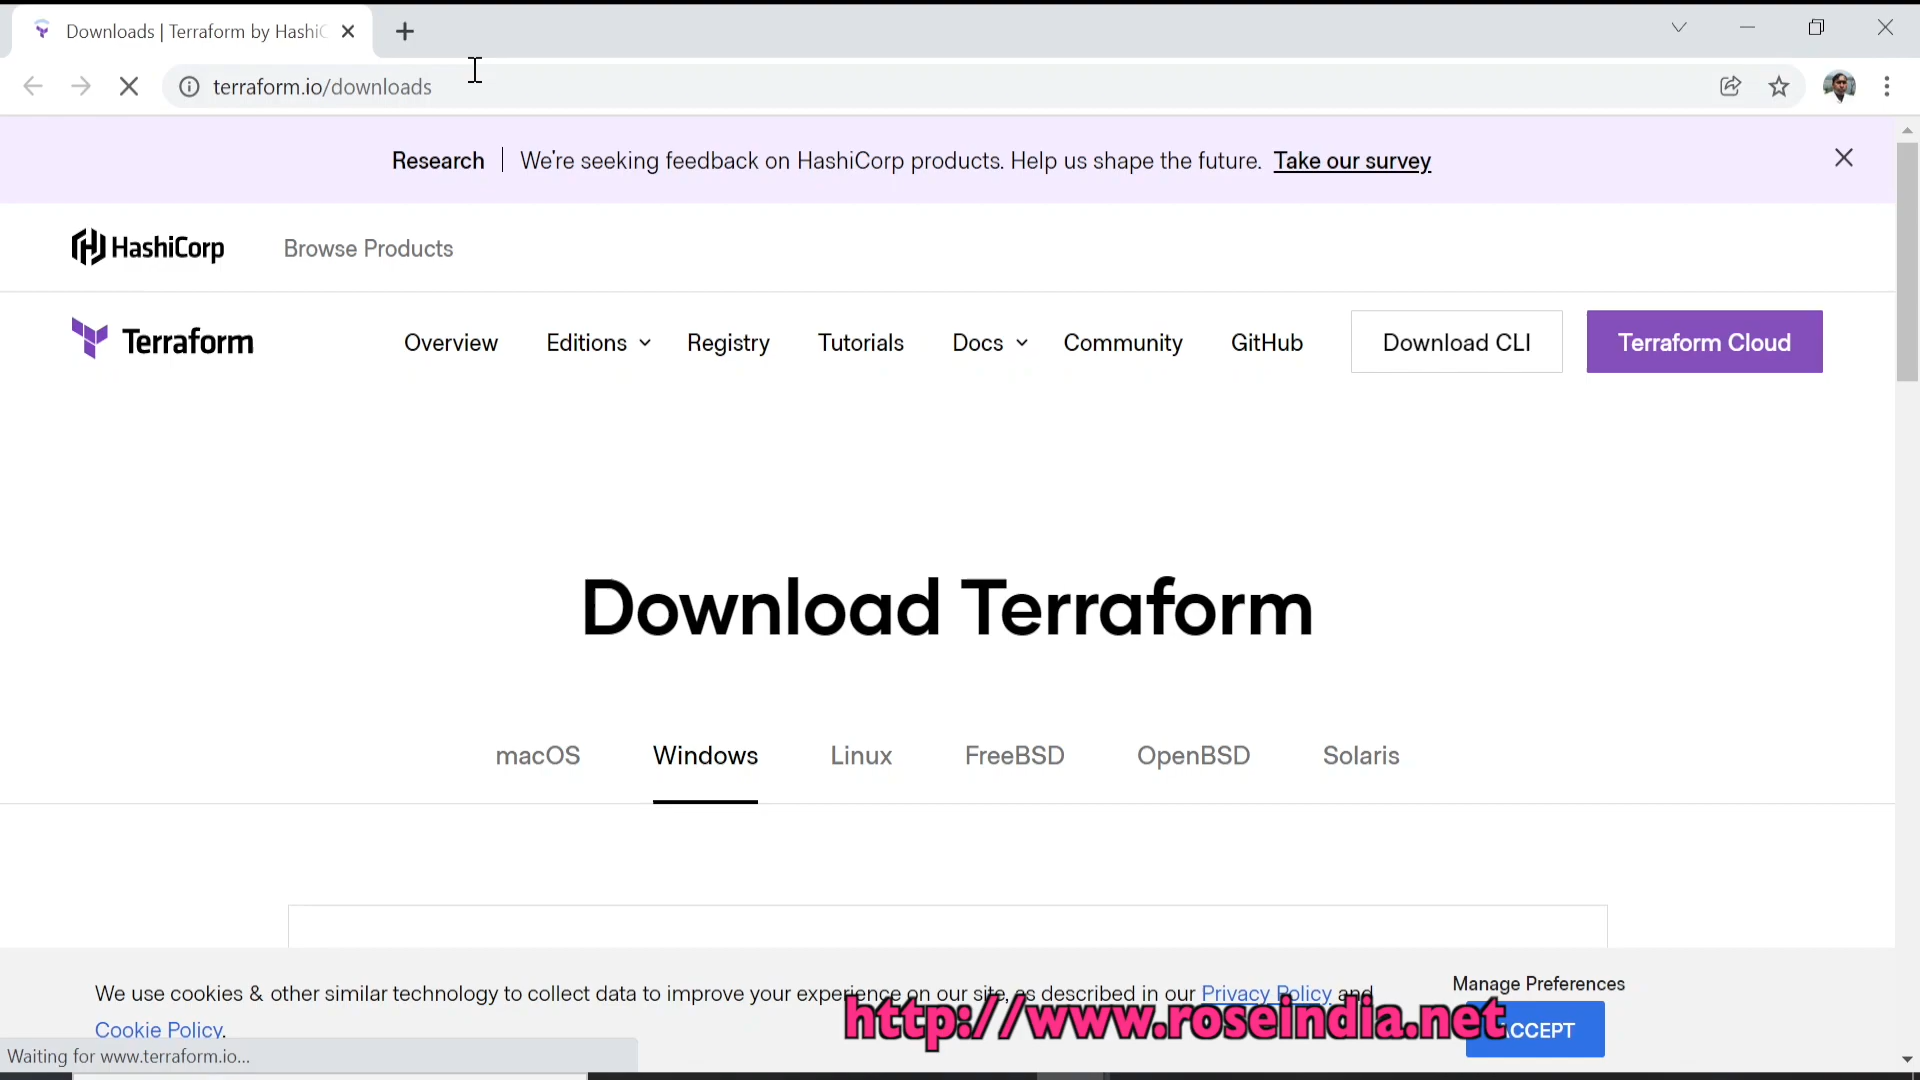 Downloads | Terraform by HashiC
terraform.io/downloads
Research | We're seeking feedback on HashiCorp products. Help us shape the future. Take our survey
HashiCorp Browse Products
Terraform Overview Editions Registry Tutorials Docs Community GitHub Download CLI Terraform Cloud
Download Terraform
macOS Windows Linux FreeBSD OpenBSD Solaris
We use cookies & other similar technology to collect data to improve your experience on our site, as described in our Privacy Policy and
Cookie Policy.
Manage Preferences
CCEPT
http://www.roseindia.net
Waiting for www.terraform.io...